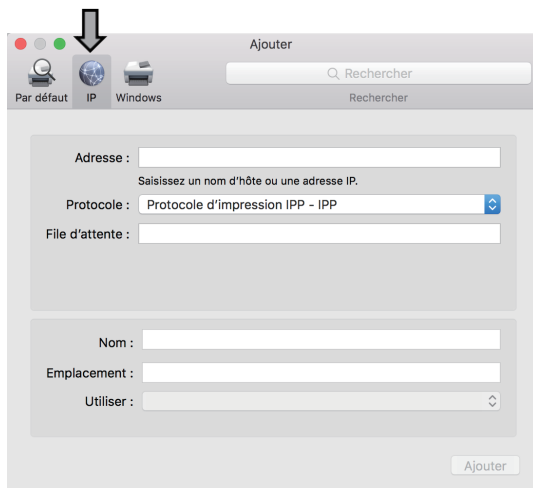 Ajouter
Par défaut
IP
Windows
Rechercher
Rechercher
Adresse :
Saisissez un nom d'hôte ou une adresse IP.
Protocole : Protocole d'impression IPP - IPP
File d'attente :
Nom :
Emplacement :
Utiliser :
Ajouter